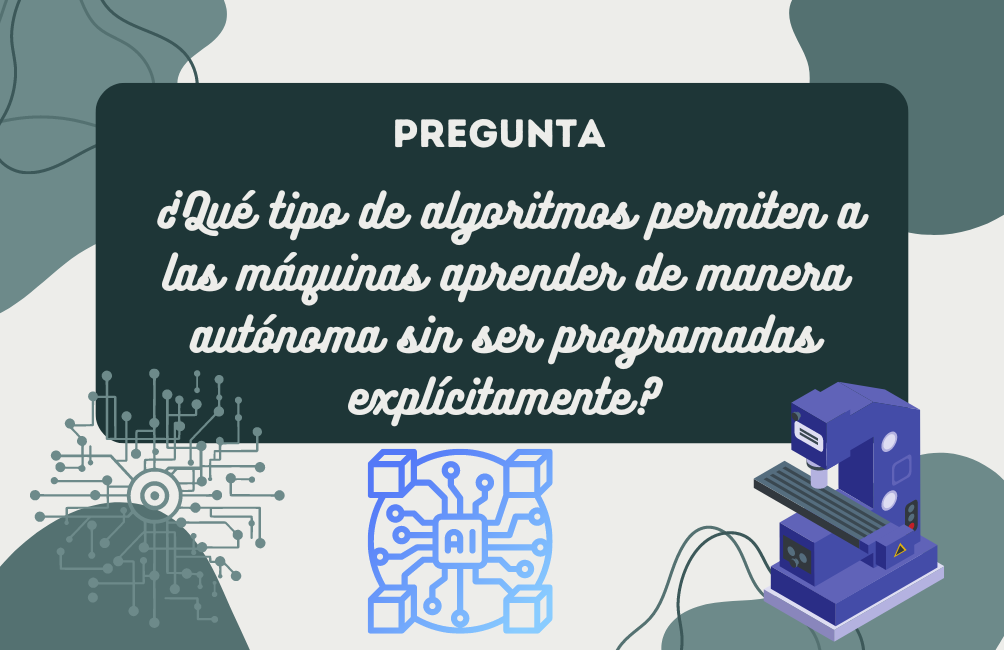 PREGUNTA
¿Qué tipo de algoritmos permiten a
las máquinas aprender de manera
autónoma sin ser programadas
explícitamente?
AI